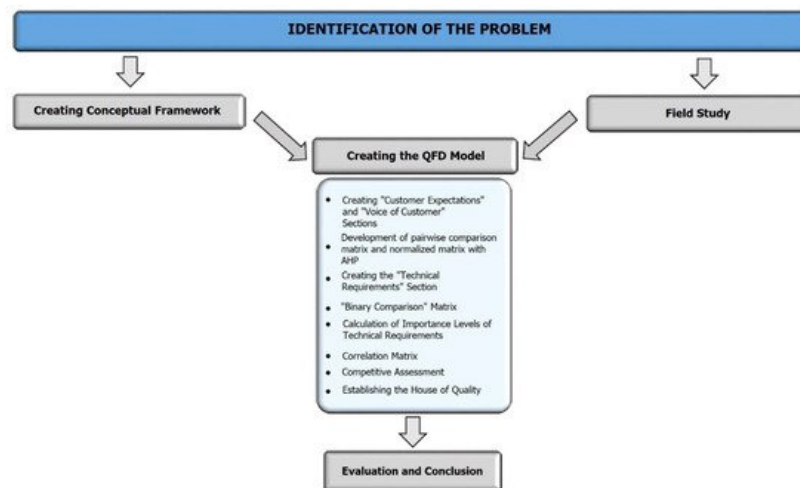 IDENTIFICATION OF THE PROBLEM
Creating Conceptual Framework
Field Study
Creating the QFD Model
• Creating "Customer Expectations"
and "Voice of Customer"
Sections
• Development of pairwise comparison
matrix and normalized matrix with
AHP
• Creating the "Technical
Requirements" Section
• "Binary Comparison" Matrix
• Calculation of Importance Levels of
Technical Requirements
• Correlation Matrix
• Competitive Assessment
• Establishing the House of Quality
Evaluation and Conclusion